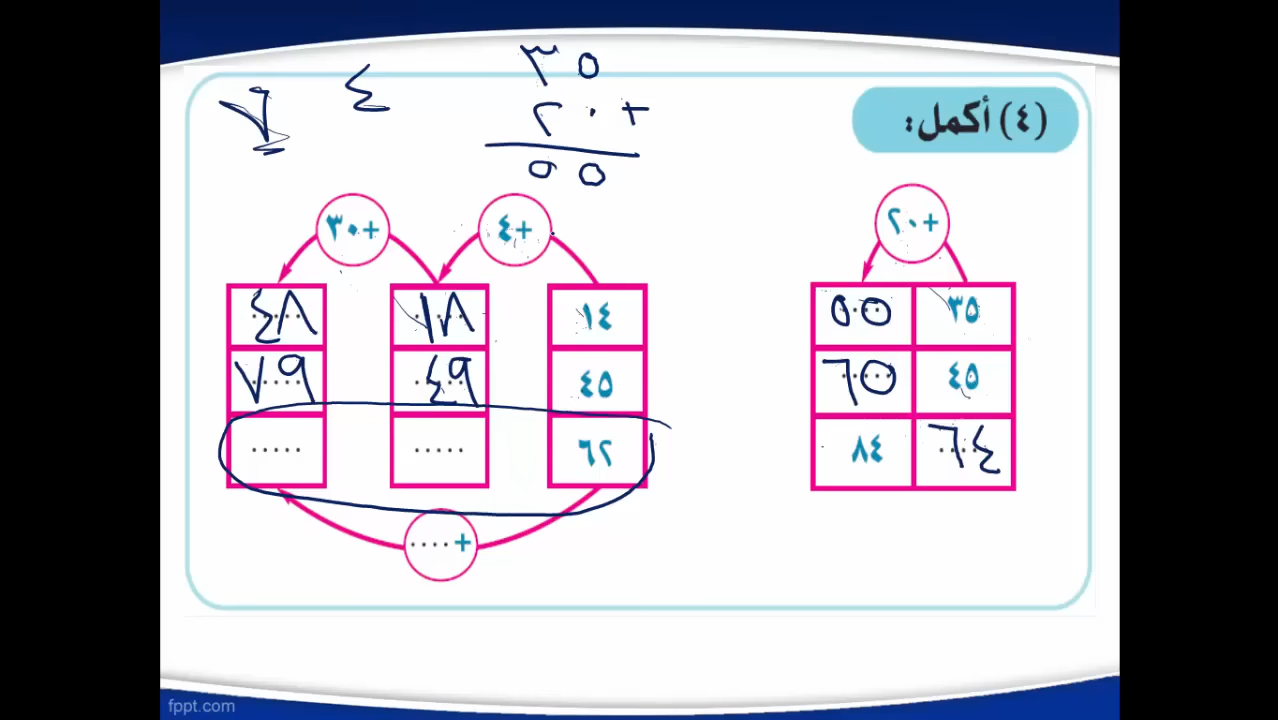 ٣٥
٤
+ ٢٠
٥٥
(٤) أكمل:
+٢٠
٣٥ ٥٥
٤٥ ٦٥
٦٤ ٨٤
+٤ +٣٠
١٤ ١٨ ٤٨
٤٥ ٤٩ ٧٩
٦٢ ..... .....
+ ....
fppt.com